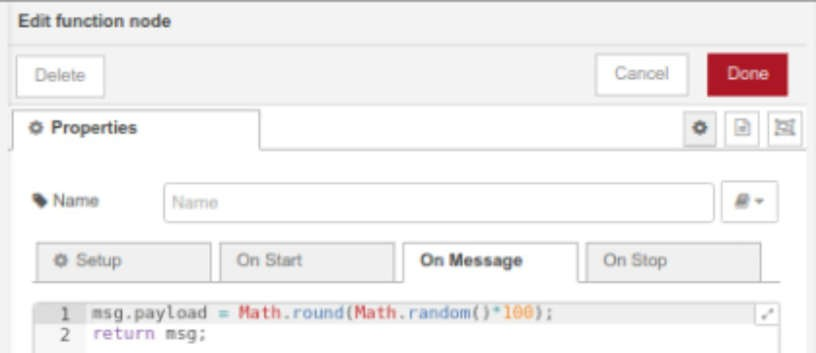 Edit function node
Delete Cancel Done
Properties
Name Name
Setup On Start On Message On Stop
1 msg.payload = Math.round(Math.random()*100);
2 return msg;